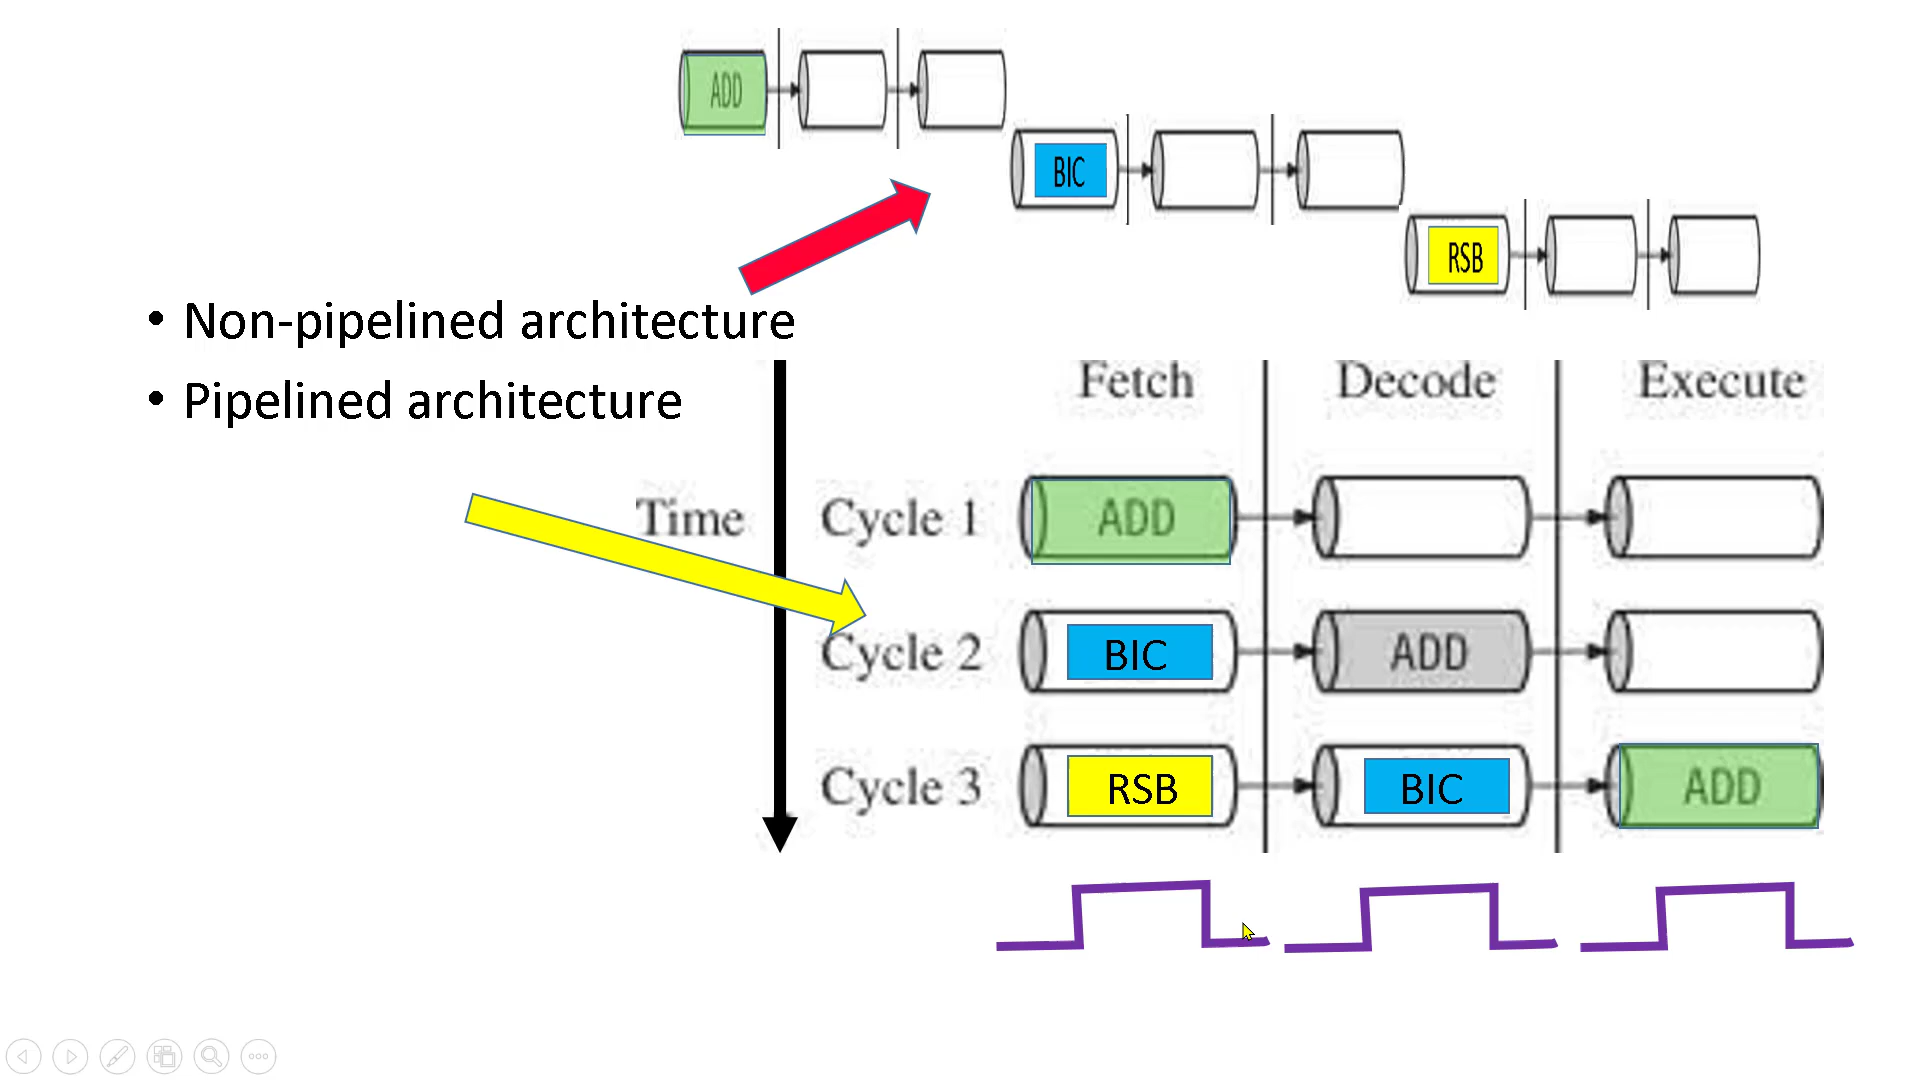 ADD
BIC
RSB
• Non-pipelined architecture
• Pipelined architecture
Fetch Decode Execute
Time
Cycle 1 ADD
Cycle 2 BIC ADD
Cycle 3 RSB BIC ADD